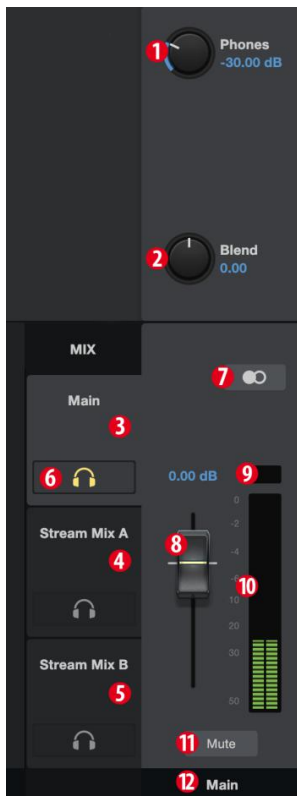 1 Phones
-30.00 dB
2 Blend
0.00
MIX
7
Main
3
6
0.00 dB 9
0
-2
Stream Mix A
8
-4
4
-6
10
10
20
30
Stream Mix B
5
50
11 Mute
12 Main